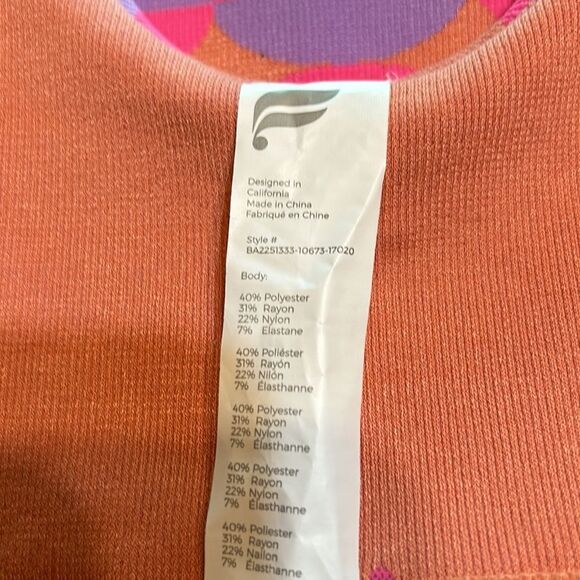 Designed in
California
Made in China
Fabriqué en Chine
Style #
BA2251333-10673-17020
Body:
40% Polyester
31% Rayon
22% Nylon
7% Elastane
40% Poliéster
31% Rayón
22% Nilón
7% Élasthanne
40% Polyester
31% Rayon
22% Nylon
7% Élasthanne
40% Polyester
31% Rayon
22% Nylon
7% Élasthanne
40% Poliester
31% Rayon
22% Nailon
7% Élasthanne